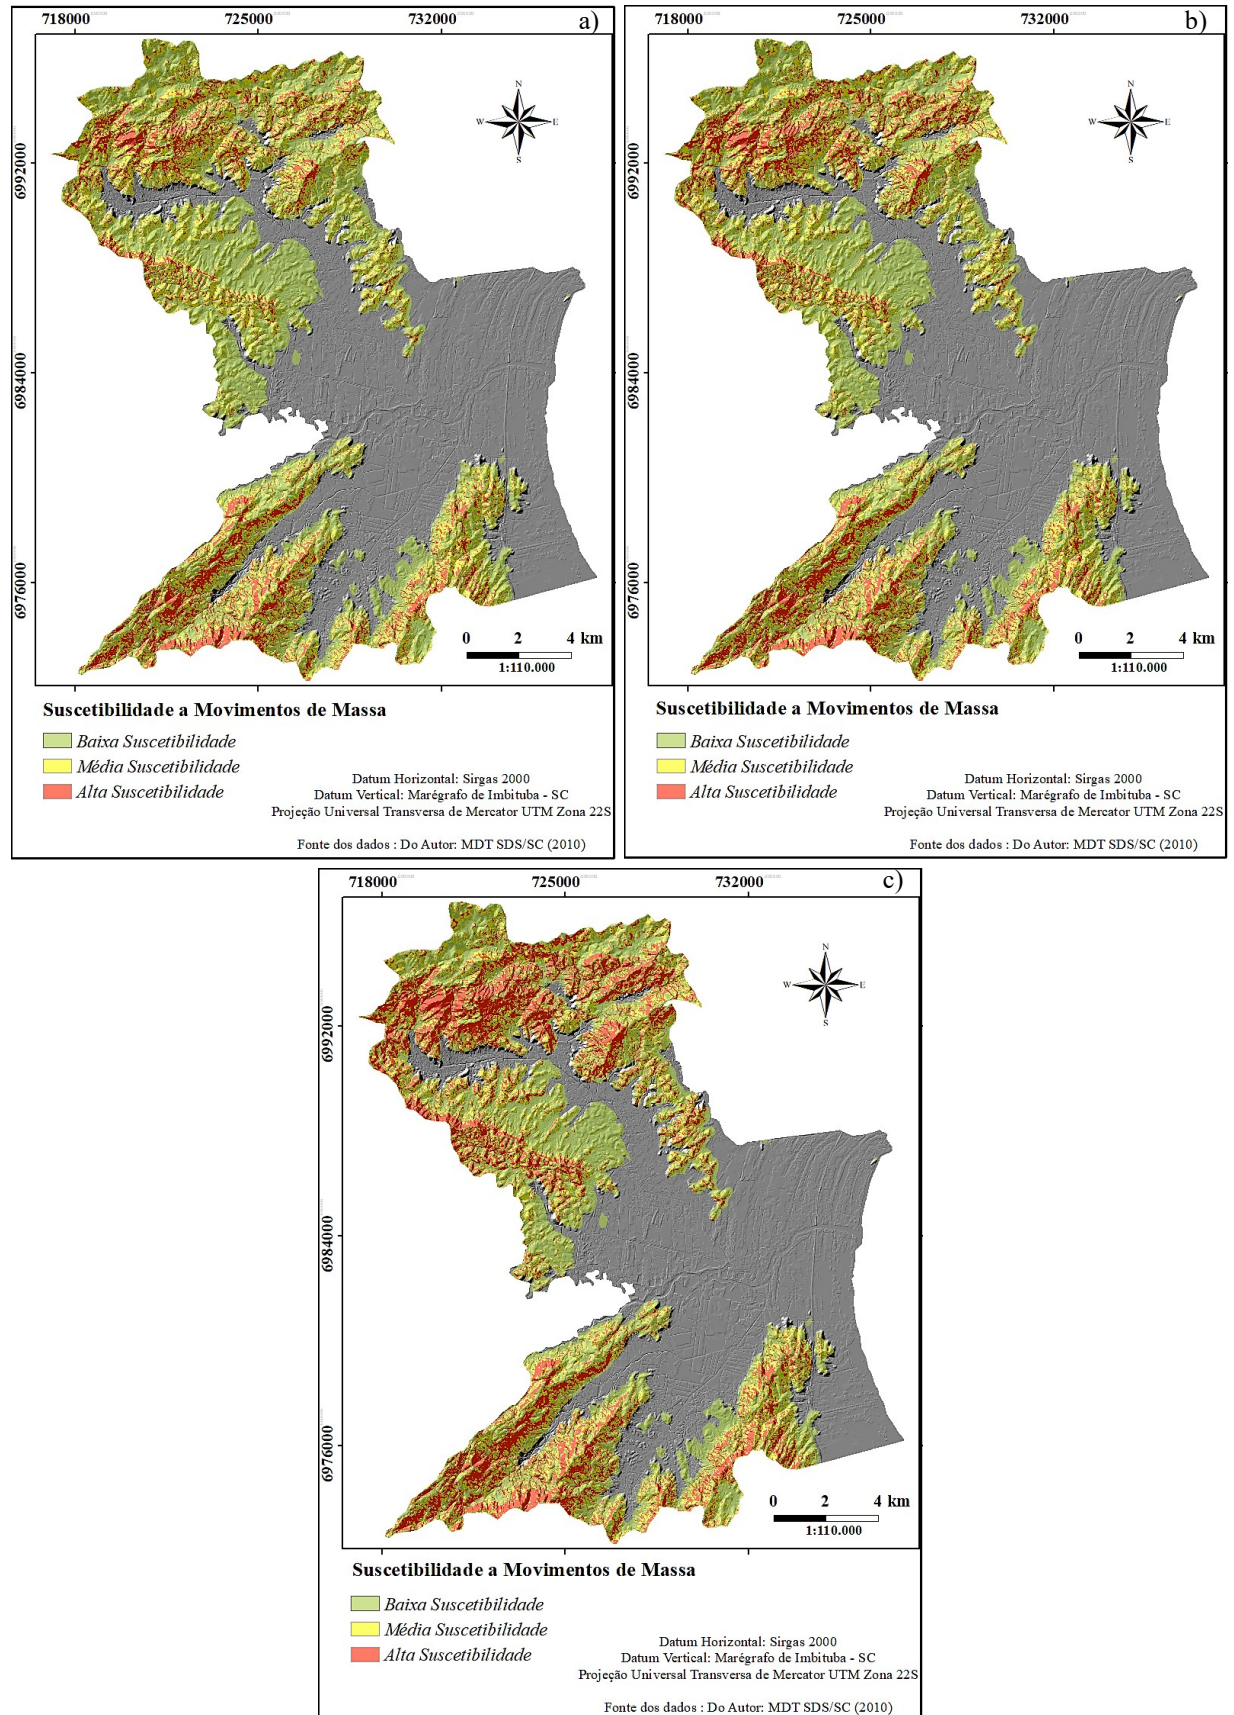 a)
718000 725000 732000
N
W E
S
6992000
6984000
6976000
0 2 4 km
1:110.000
Suscetibilidade a Movimentos de Massa
Baixa Suscetibilidade
Média Suscetibilidade
Alta Suscetibilidade
Datum Horizontal: Sirgas 2000
Datum Vertical: Marégrafo de Imbituba - SC
Projeção Universal Transversa de Mercator UTM Zona 22S
Fonte dos dados : Do Autor: MDT SDS/SC (2010)
b)
718000 725000 732000
N
W E
S
6992000
6984000
6976000
0 2 4 km
1:110.000
Suscetibilidade a Movimentos de Massa
Baixa Suscetibilidade
Média Suscetibilidade
Alta Suscetibilidade
Datum Horizontal: Sirgas 2000
Datum Vertical: Marégrafo de Imbituba - SC
Projeção Universal Transversa de Mercator UTM Zona 22S
Fonte dos dados : Do Autor: MDT SDS/SC (2010)
c)
718000 725000 732000
N
W E
S
6992000
6984000
6976000
0 2 4 km
1:110.000
Suscetibilidade a Movimentos de Massa
Baixa Suscetibilidade
Média Suscetibilidade
Alta Suscetibilidade
Datum Horizontal: Sirgas 2000
Datum Vertical: Marégrafo de Imbituba - SC
Projeção Universal Transversa de Mercator UTM Zona 22S
Fonte dos dados : Do Autor: MDT SDS/SC (2010)